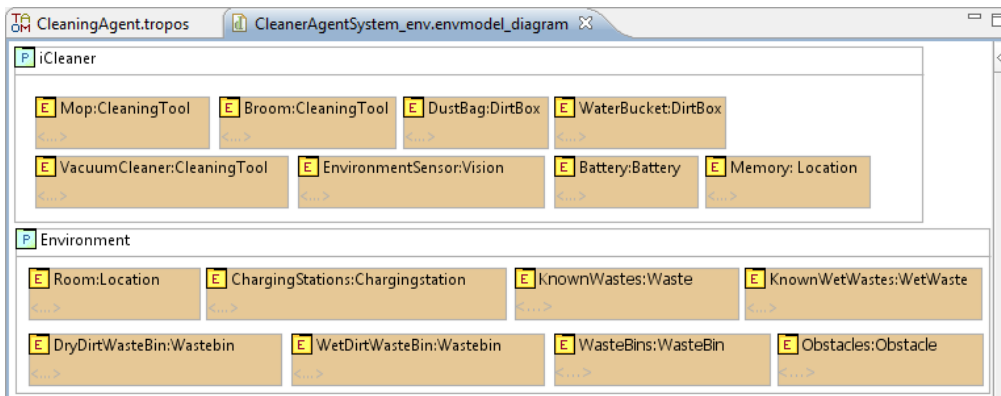 CleaningAgent.tropos CleanerAgentSystem_env.envmodel_diagram
P iCleaner
E Mop:CleaningTool E Broom:CleaningTool E DustBag:DirtBox E WaterBucket:DirtBox
<...> <...> <...> <...>
E VacuumCleaner:CleaningTool E EnvironmentSensor:Vision E Battery:Battery E Memory: Location
<...> <...> <...> <...>
P Environment
E Room:Location E ChargingStations:Chargingstation E KnownWastes:Waste E KnownWetWastes:WetWaste
<...> <...> <...> <...>
E DryDirtWasteBin:Wastebin E WetDirtWasteBin:Wastebin E WasteBins:WasteBin E Obstacles:Obstacle
<...> <...> <...> <...>